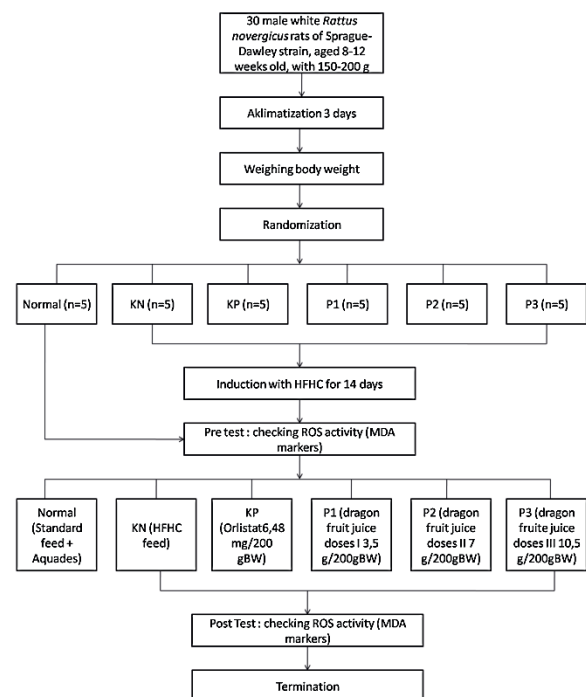 30 male white Rattus
novergicus rats of Sprague-
Dawley strain, aged 8-12
weeks old, with 150-200 g
Aklimatization 3 days
Weighing body weight
Randomization
Normal (n=5)
KN (n=5)
KP (n=5)
P1 (n=5)
P2 (n=5)
P3 (n=5)
Induction with HFHC for 14 days
Pre test : checking ROS activity (MDA
markers)
Normal
(Standard feed +
Aquades)
KN (HFHC
feed)
KP
(Orlistat6,48
mg/200
gBW)
P1 (dragon
fruit juice
doses I 3,5
g/200gBW)
P2 (dragon
fruit juice
doses II 7
g/200gBW)
P3 (dragon
fruite juice
doses III 10,5
g/200gBW)
Post Test : checking ROS activity (MDA
markers)
Termination